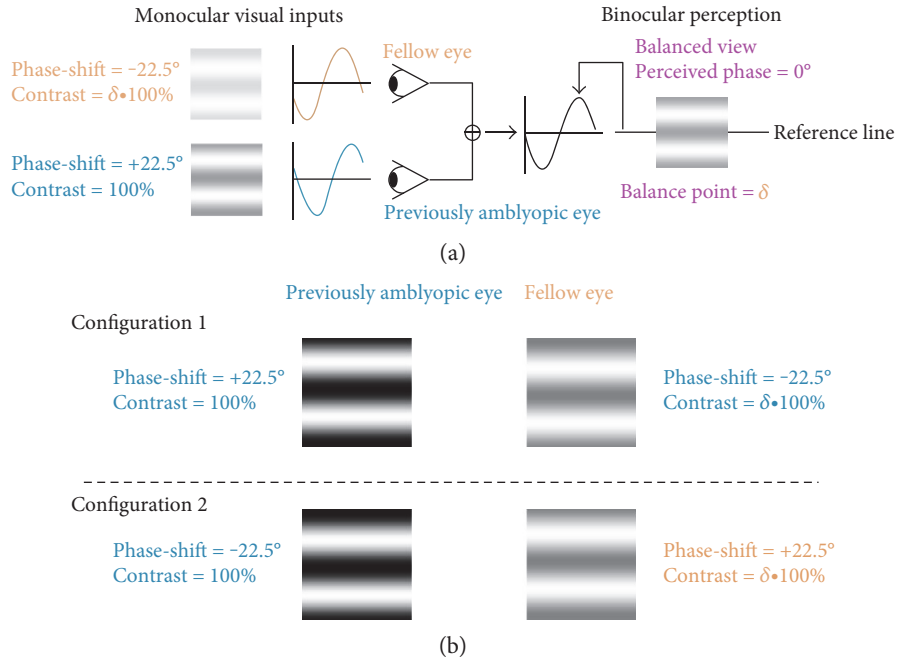 Monocular visual inputs
Binocular perception
Phase-shift = −22.5°
Contrast = δ•100%
Fellow eye
Balanced view
Perceived phase = 0°
Reference line
Phase-shift = +22.5°
Contrast = 100%
Previously amblyopic eye
Balance point = δ
(a)
Previously amblyopic eye
Fellow eye
Configuration 1
Phase-shift = +22.5°
Contrast = 100%
Phase-shift = −22.5°
Contrast = δ•100%
Configuration 2
Phase-shift = −22.5°
Contrast = 100%
Phase-shift = +22.5°
Contrast = δ•100%
(b)